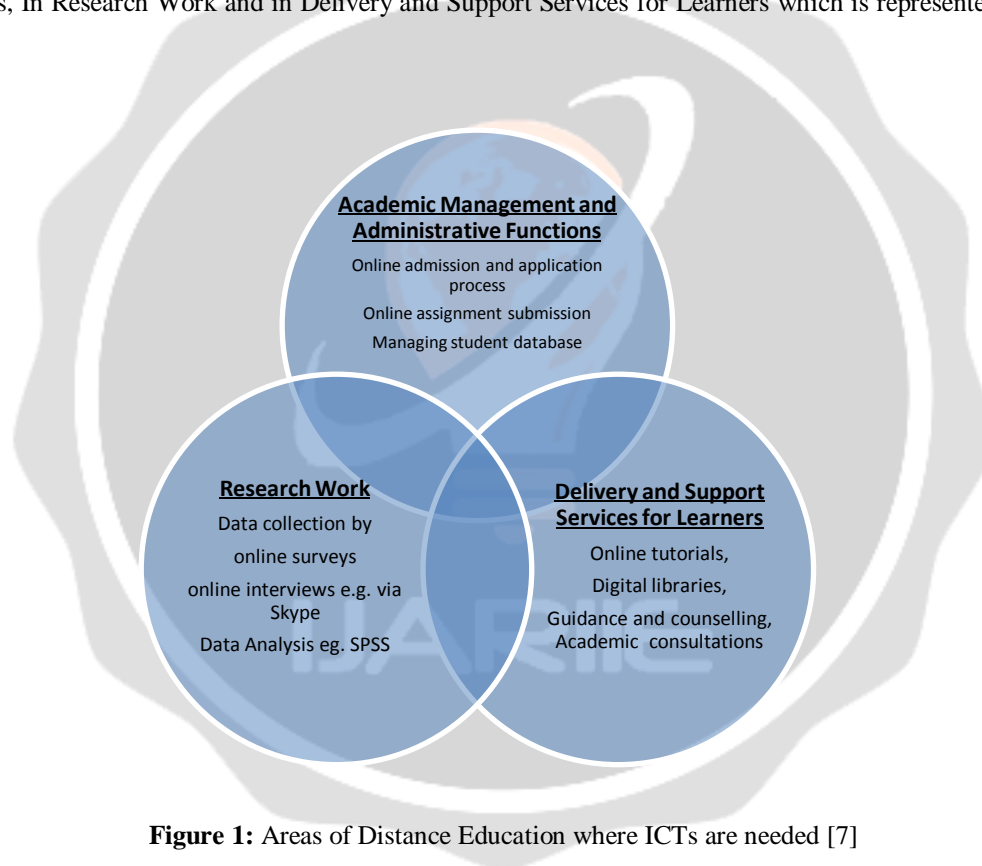 s, In Research Work and in Delivery and Support Services for Learners which is represente
Academic Management and
Administrative Functions
Online admission and application
process
Online assignment submission
Managing student database
Research Work
Data collection by
online surveys
online interviews e.g. via
Skype
Data Analysis eg. SPSS
Delivery and Support
Services for Learners
Online tutorials,
Digital libraries,
Guidance and counselling,
Academic consultations
IJARIIE
Figure 1: Areas of Distance Education where ICTs are needed [7]